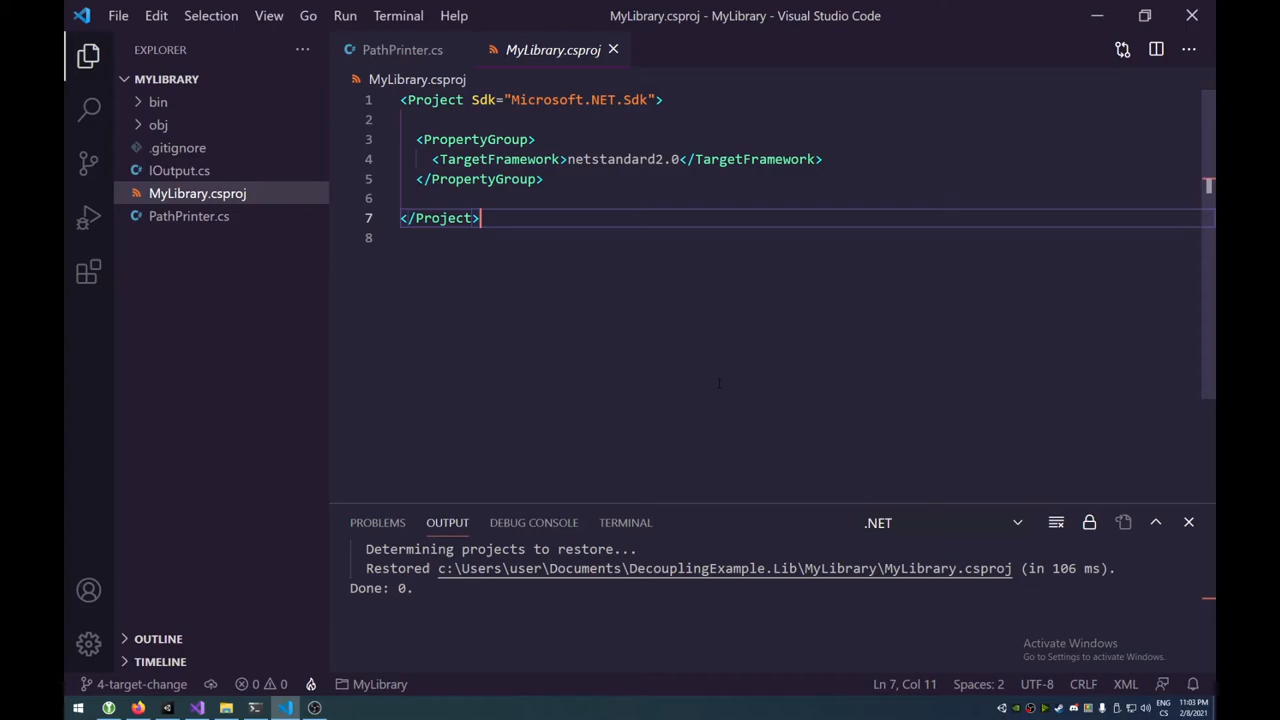 File Edit Selection View Go Run Terminal Help
MyLibrary.csproj - MyLibrary - Visual Studio Code
EXPLORER
MYLIBRARY
bin
obj
.gitignore
IOutput.cs
MyLibrary.csproj
PathPrinter.cs
OUTLINE
TIMELINE
PathPrinter.cs MyLibrary.csproj
MyLibrary.csproj
1 <Project Sdk="Microsoft.NET.Sdk">
2
3 <PropertyGroup>
4 <TargetFramework>netstandard2.0</TargetFramework>
5 </PropertyGroup>
6
7 </Project>
8
PROBLEMS OUTPUT DEBUG CONSOLE TERMINAL .NET
Determining projects to restore...
Restored c:\Users\user\Documents\DecouplingExample.Lib\MyLibrary\MyLibrary.csproj (in 106 ms).
Done: 0.
Activate Windows
Go to Settings to activate Windows.
4-target-change 0 0 MyLibrary Ln 7, Col 11 Spaces: 2 UTF-8 CRLF XML
11:03 PM
CS
2/8/2021